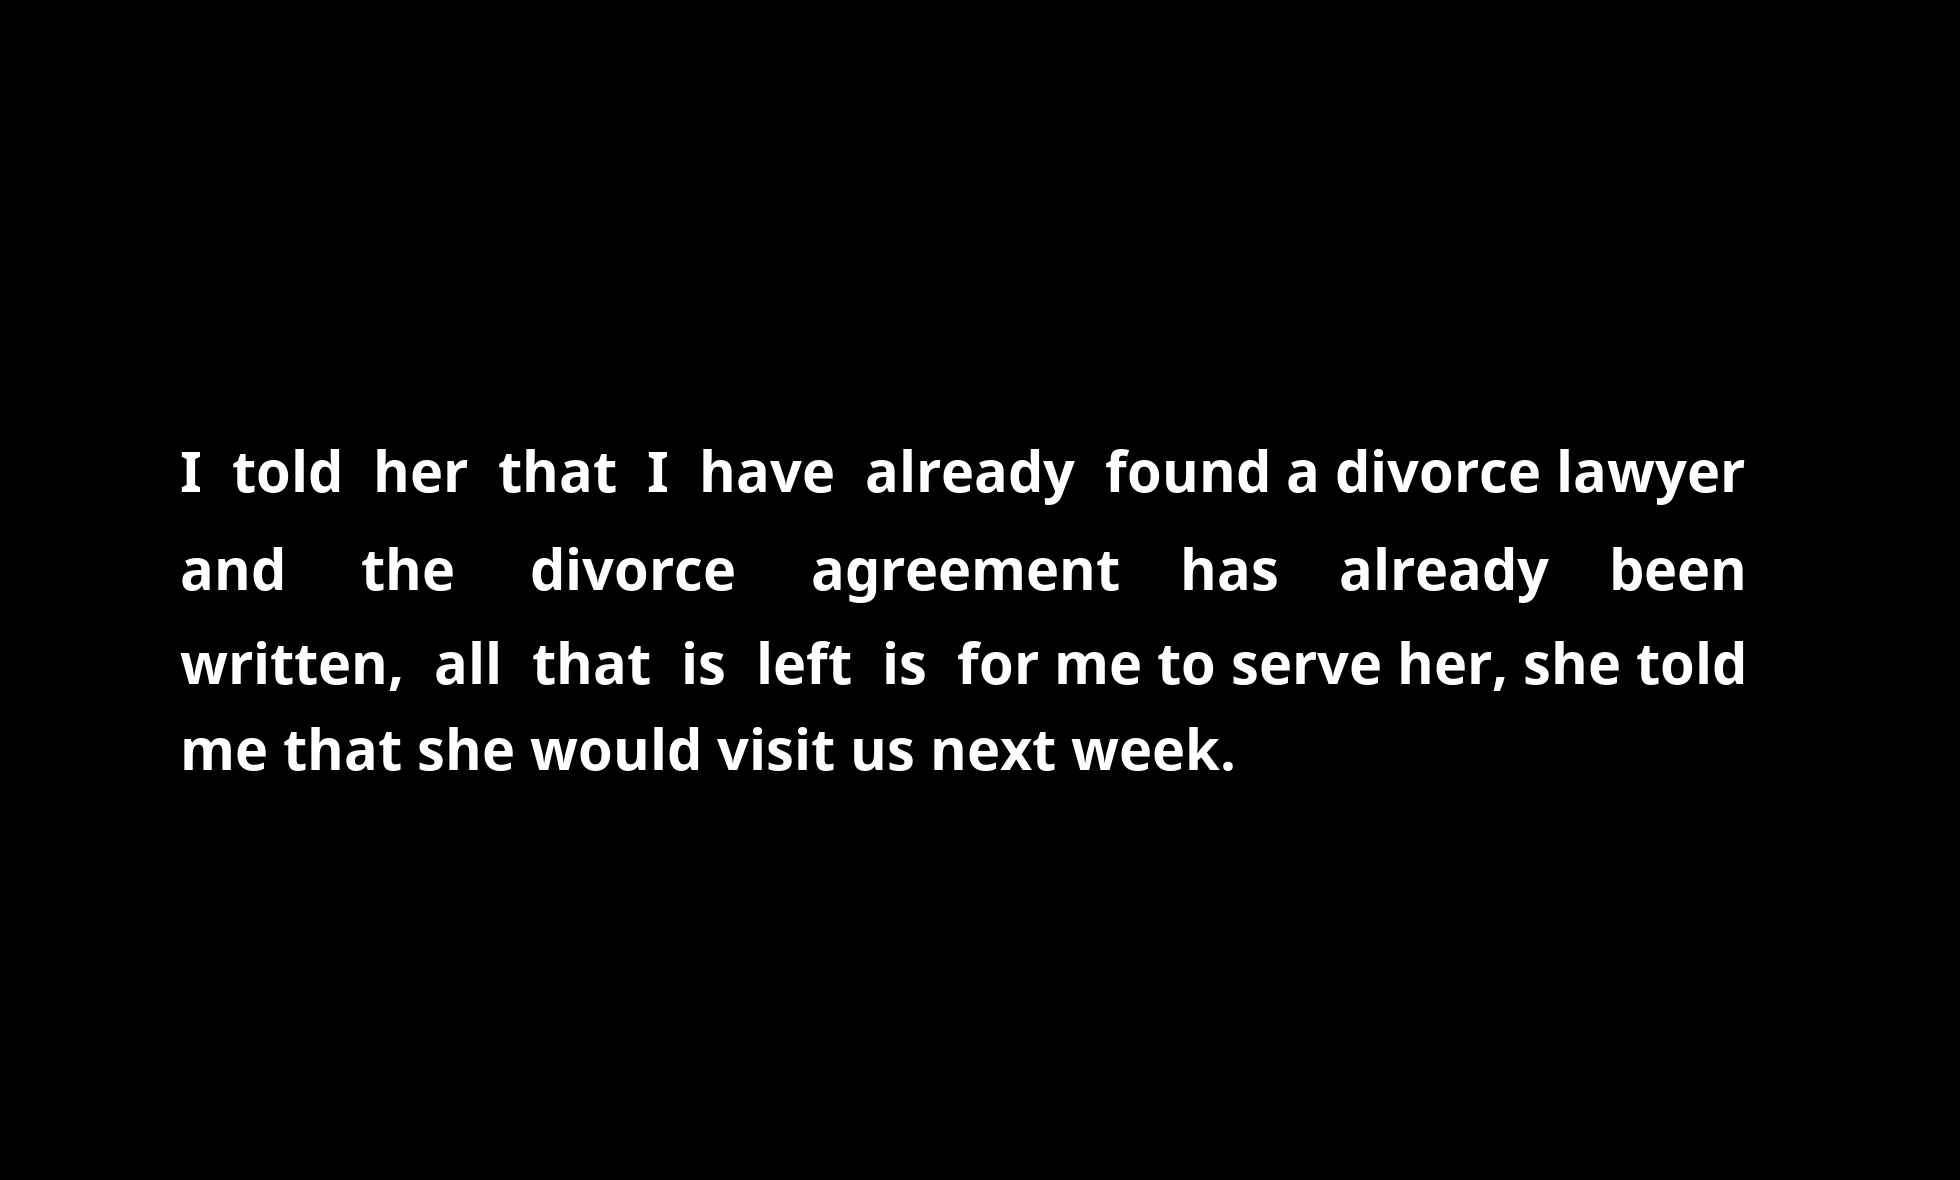 I told her that I have already found a divorce lawyer
and the divorce agreement has already been
written, all that is left is for me to serve her, she told
me that she would visit us next week.